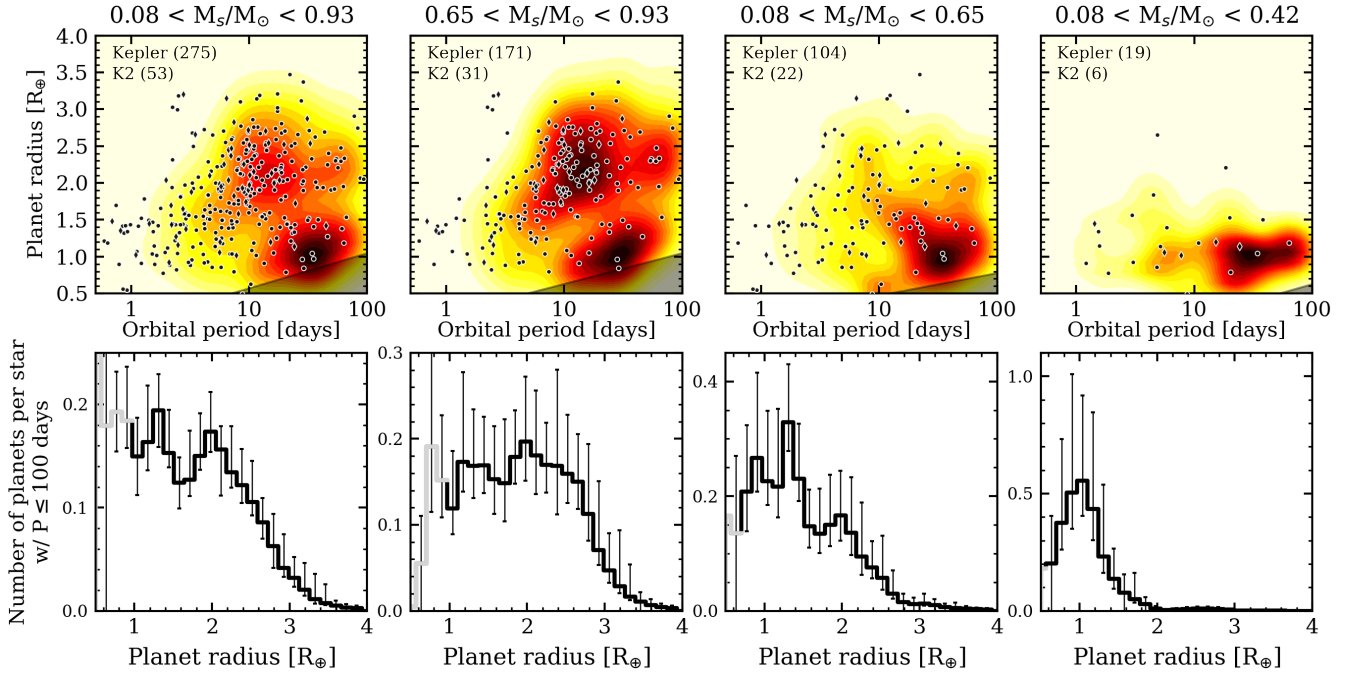 0.08 < Mₛ/M⊙ < 0.93
0.65 < Mₛ/M⊙ < 0.93
0.08 < Mₛ/M⊙ < 0.65
0.08 < Mₛ/M⊙ < 0.42
Planet radius [R⊕]
4.0
3.5
3.0
2.5
2.0
1.5
1.0
0.5
Kepler (275)
K2 (53)
Kepler (171)
K2 (31)
Kepler (104)
K2 (22)
Kepler (19)
K2 (6)
1 10 100
1 10 100
1 10 100
1 10 100
Orbital period [days]
Orbital period [days]
Orbital period [days]
Orbital period [days]
Number of planets per star
w/ P ≤ 100 days
0.2
0.1
0.0
0.3
0.2
0.1
0.0
0.4
0.2
0.0
1.0
0.5
0.0
1 2 3 4
1 2 3 4
1 2 3 4
1 2 3 4
Planet radius [R⊕]
Planet radius [R⊕]
Planet radius [R⊕]
Planet radius [R⊕]